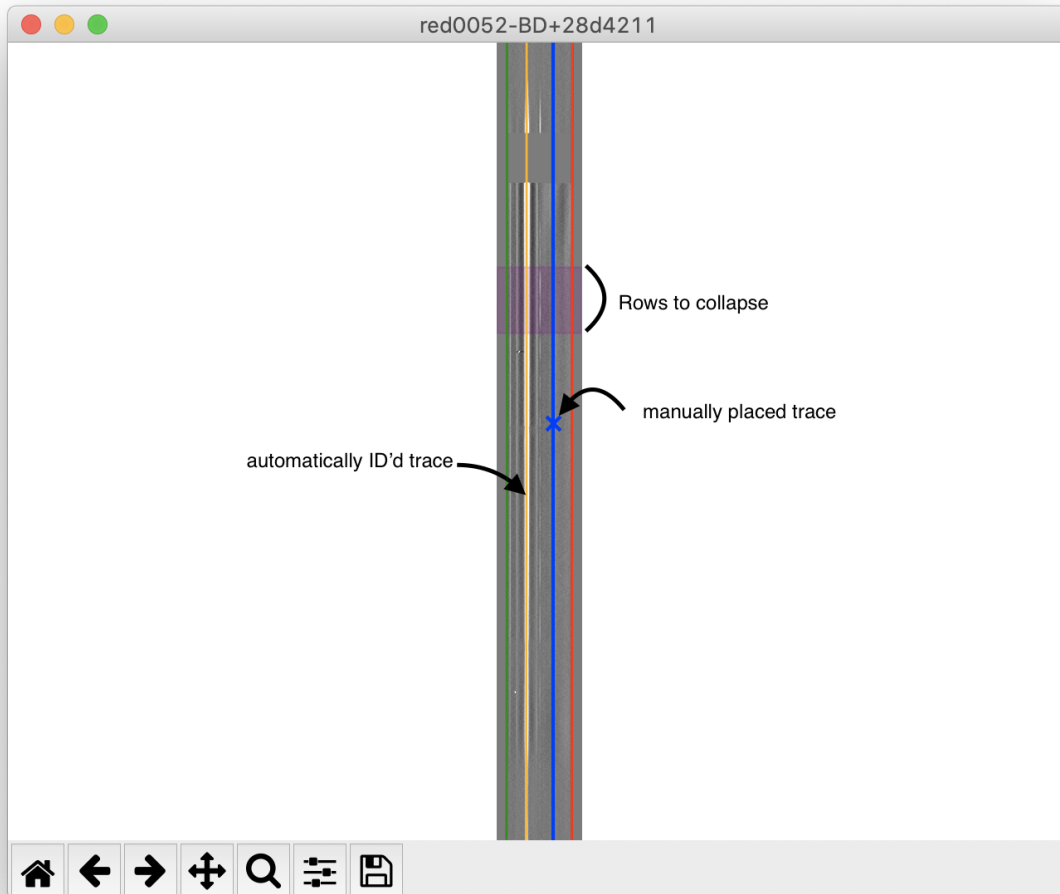 red0052-BD+28d4211
Rows to collapse
manually placed trace
automatically ID'd trace